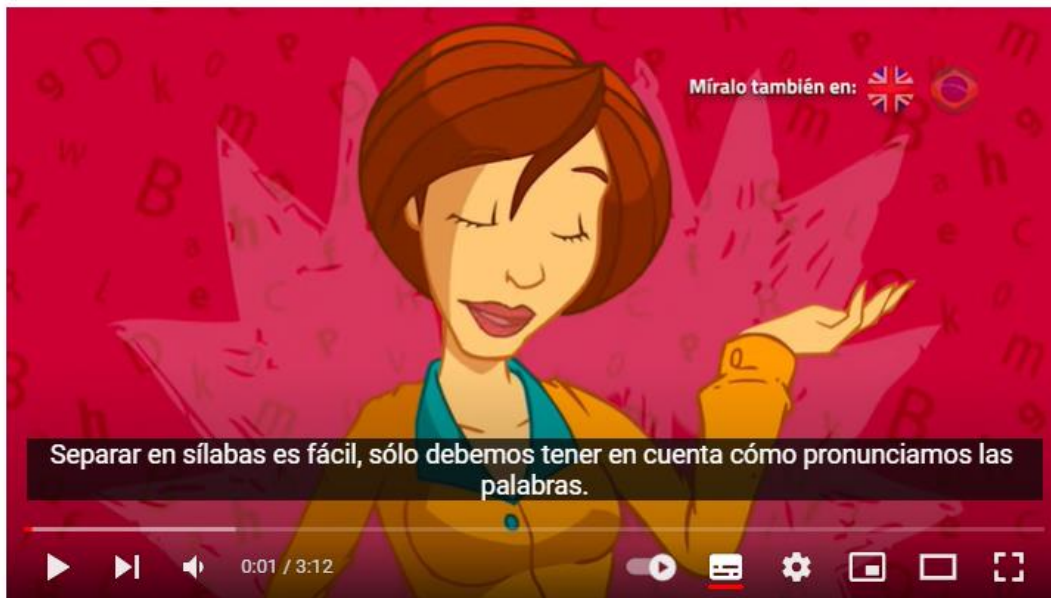 Míralo también en:
Separar en sílabas es fácil, sólo debemos tener en cuenta cómo pronunciamos las
palabras.
0:01 / 3:12